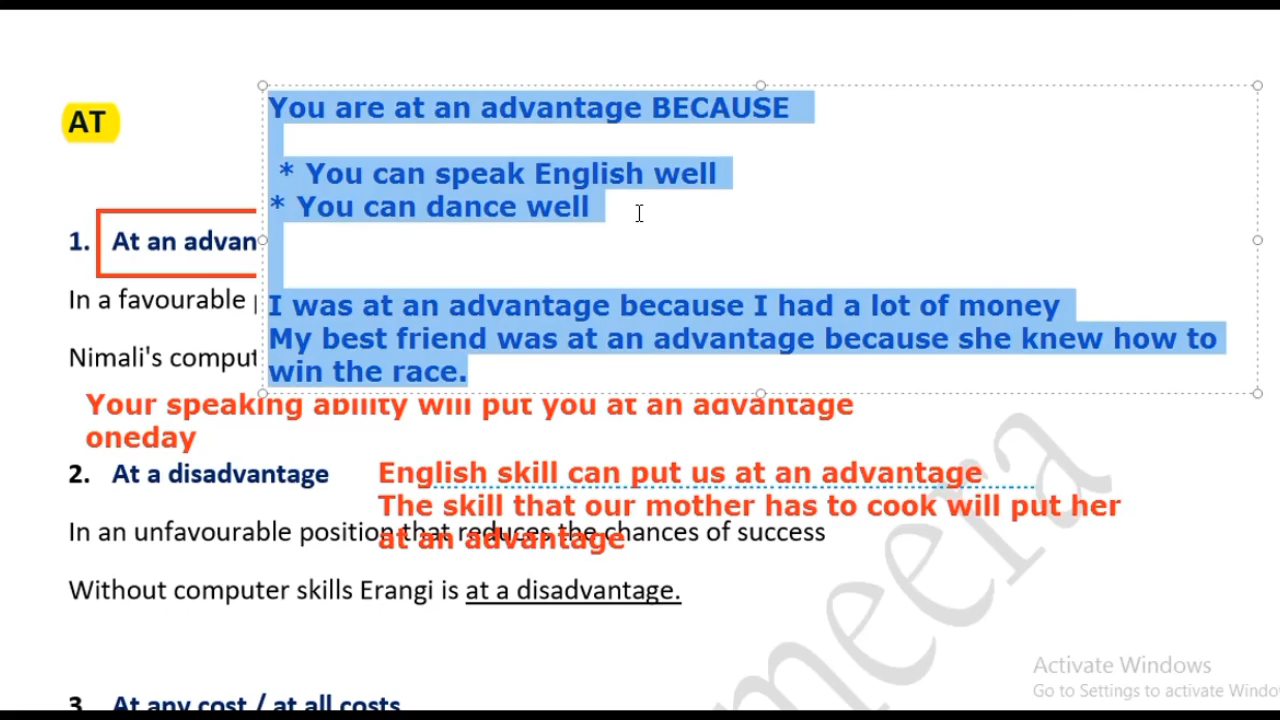 AT
You are at an advantage BECAUSE
* You can speak English well
* You can dance well
1. At an advan
In a favourable
I was at an advantage because I had a lot of money
My best friend was at an advantage because she knew how to
win the race.
Nimali's comput
Your speaking ability will put you at an advantage
oneday
2. At a disadvantage
English skill can put us at an advantage
The skill that our mother has to cook will put her
at an advantage
In an unfavourable position that reduces the chances of success
Without computer skills Erangi is at a disadvantage.
3. At any cost / at all costs
meera
Activate Windows
Go to Settings to activate Windo